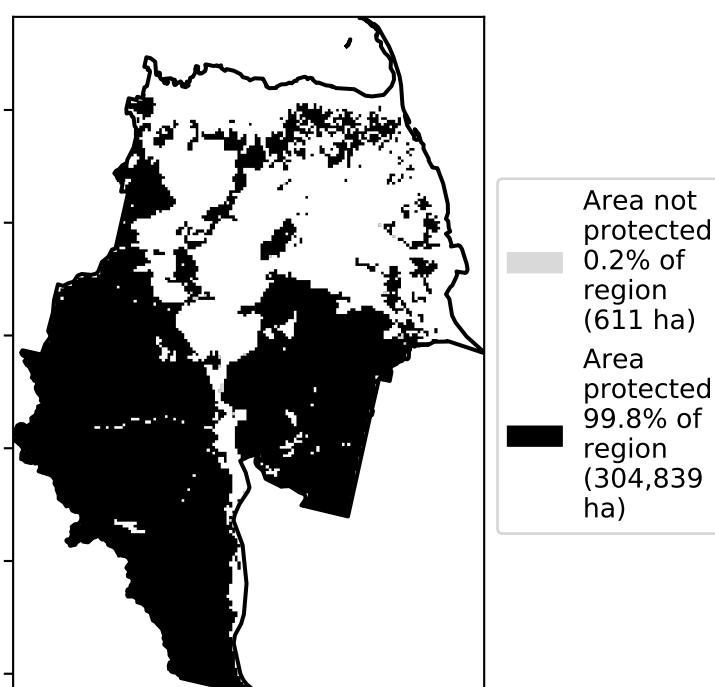 Area not
protected
0.2% of
region
(611 ha)
Area
protected
99.8% of
region
(304,839
ha)